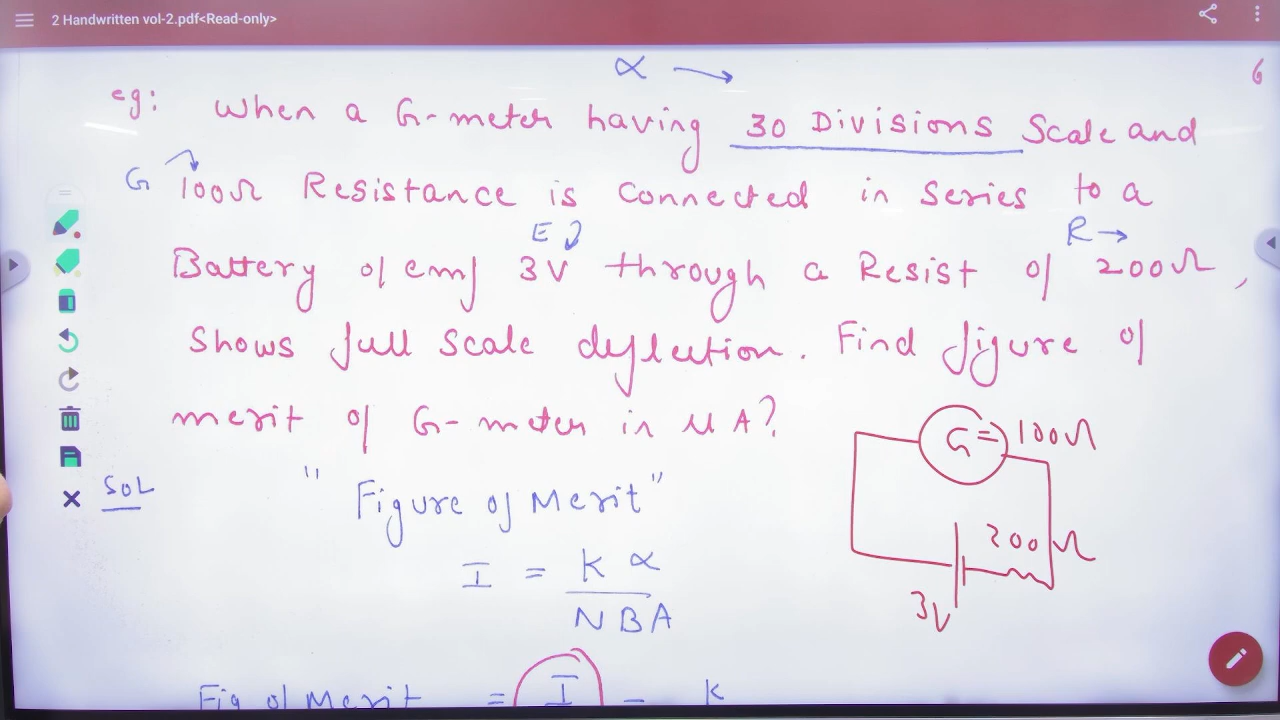 2 Handwritten vol-2.pdf<Read-only>
α →
6
eg: When a G-meter having 30 Divisions Scale and
G 100Ω Resistance is connected in series to a
E R →
Battery of emf 3V through a Resist of 200Ω,
shows full scale deflection. Find figure of
merit of G-meter in μA?
G = 100Ω
SOL
"Figure of Merit"
200Ω
I = K α
NBA
3V
Fig of Merit = I = K